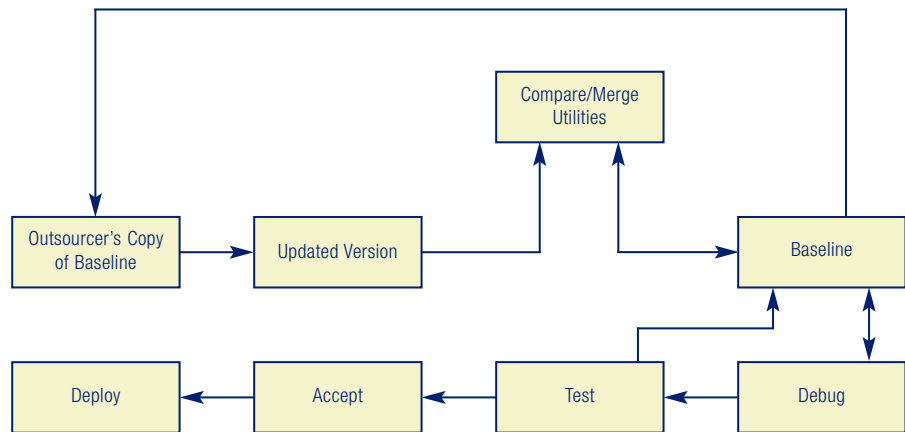 Compare/Merge
Utilities
Outsourcer's Copy
of Baseline
Updated Version
Baseline
Deploy
Accept
Test
Debug